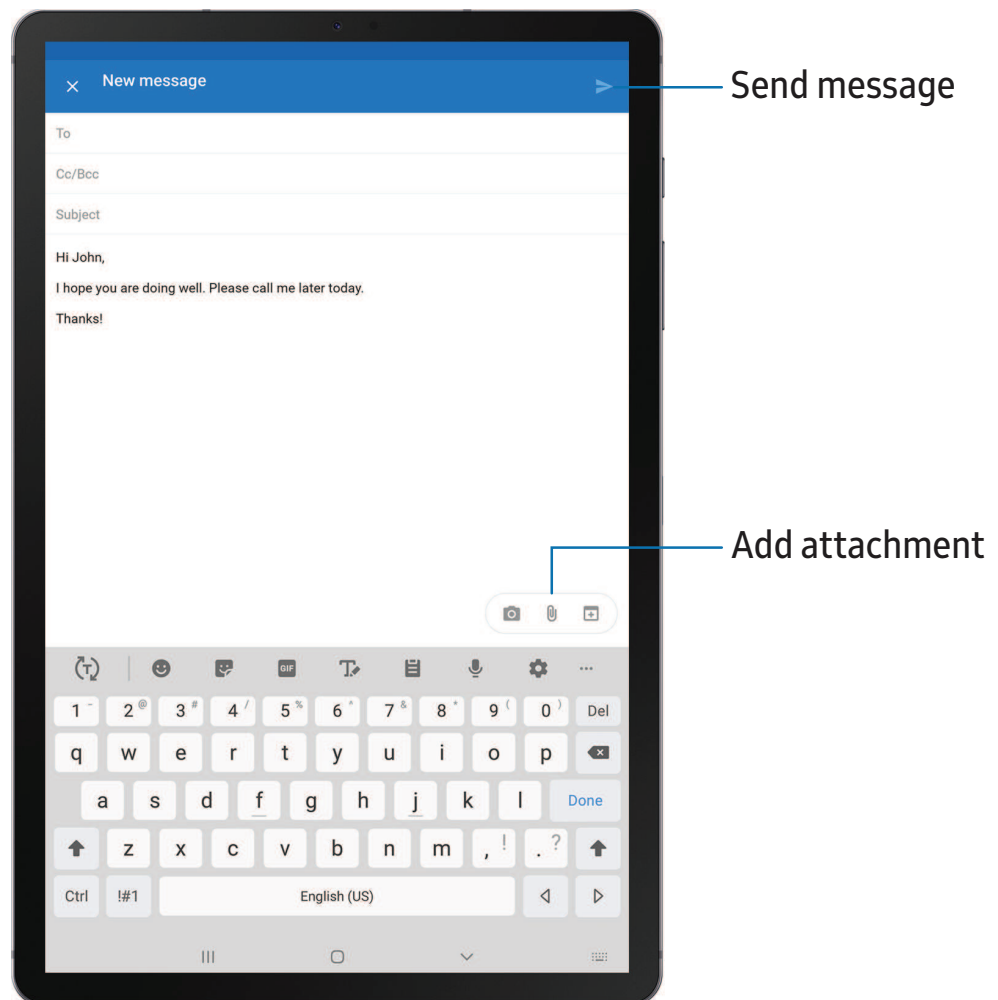 New message
Send message
To
Cc/Bcc
Subject
Hi John,
I hope you are doing well. Please call me later today.
Thanks!
Add attachment
T GIF T ...
1 - 2 @ 3 # 4 / 5 % 6 ^ 7 & 8 * 9 ( 0 ) Del
q w e r t y u i o p
a s d f g h j k l Done
z x c v b n m , ! . ?
Ctrl !#1 English (US)